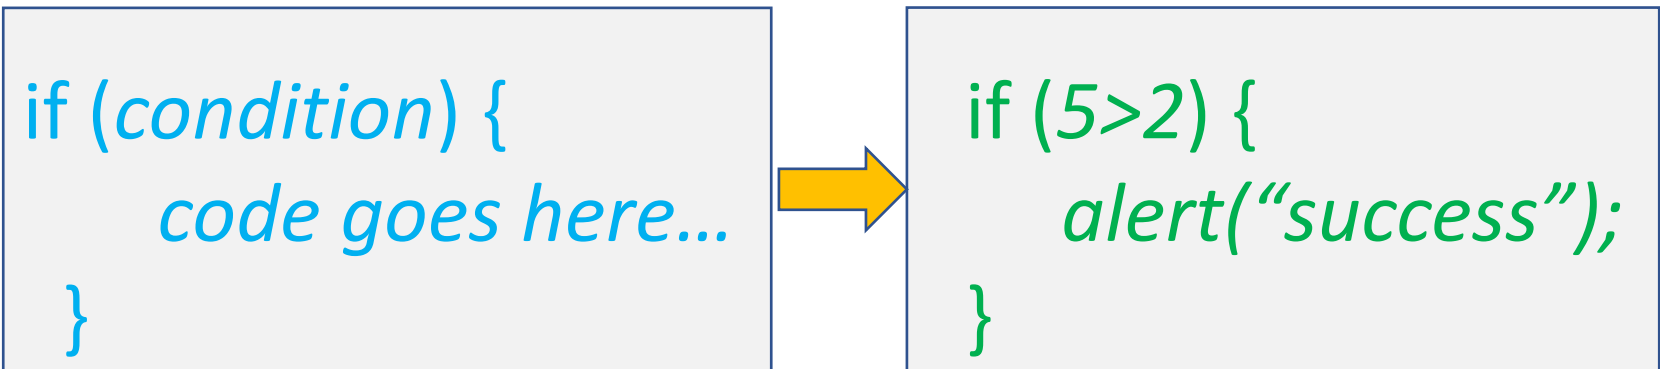 if (condition) {
code goes here...
}
if (5>2) {
alert(“success”);
}